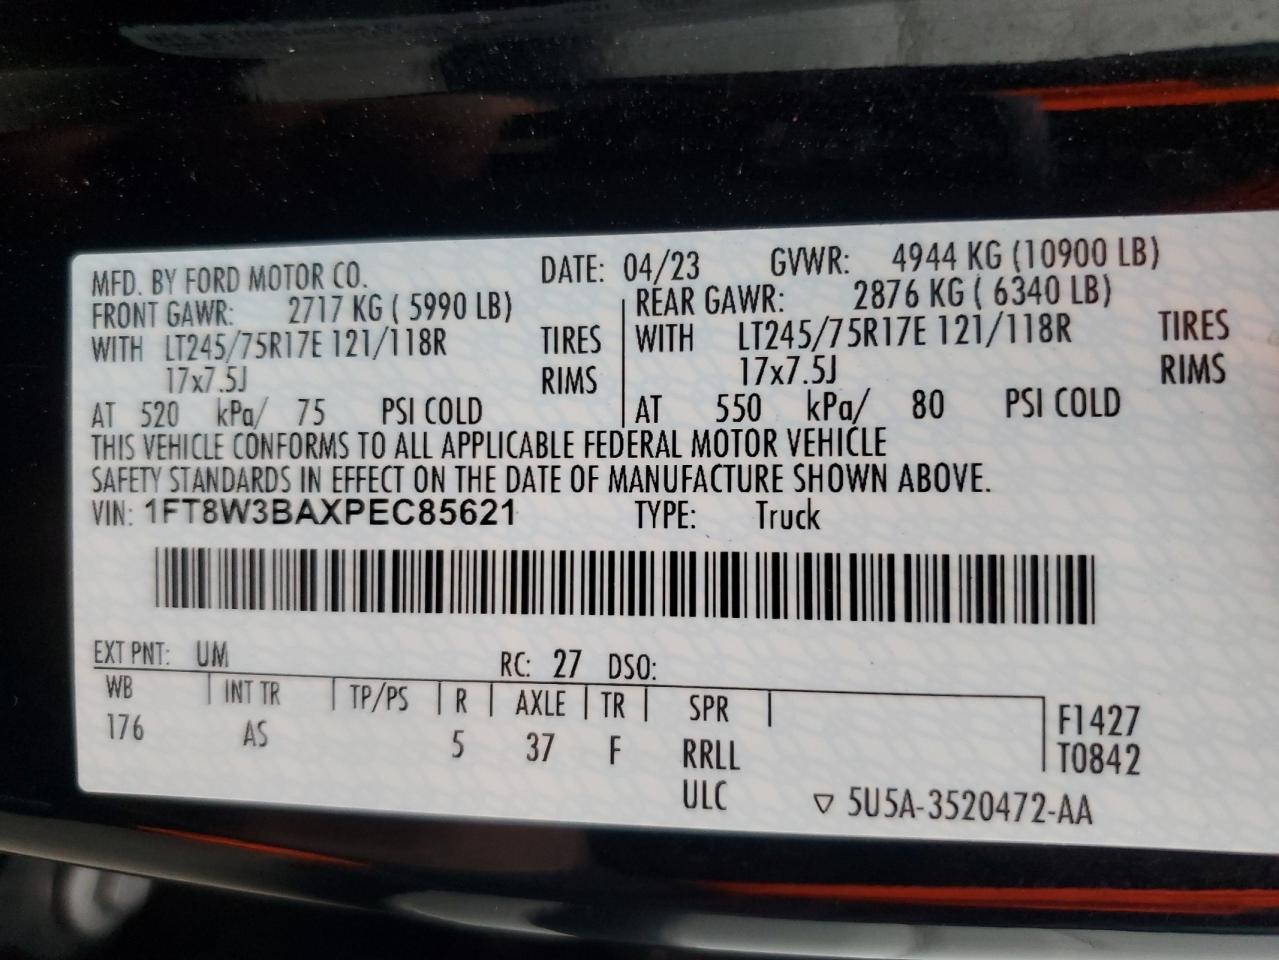 MFD. BY FORD MOTOR CO. DATE: 04/23 GVWR: 4944 KG (10900 LB)
FRONT GAWR: 2717 KG ( 5990 LB) REAR GAWR: 2876 KG ( 6340 LB)
WITH LT245/75R17E 121/118R TIRES WITH LT245/75R17E 121/118R TIRES
17x7.5J RIMS 17x7.5J RIMS
AT 520 kPa/ 75 PSI COLD AT 550 kPa/ 80 PSI COLD
THIS VEHICLE CONFORMS TO ALL APPLICABLE FEDERAL MOTOR VEHICLE
SAFETY STANDARDS IN EFFECT ON THE DATE OF MANUFACTURE SHOWN ABOVE.
VIN: 1FT8W3BAXPEC85621 TYPE: Truck
EXT PNT: UM RC: 27 DSO:
WB INT TR TP/PS R AXLE TR SPR F1427
176 AS 5 37 F RRLL T0842
ULC ▽ 5U5A-3520472-AA